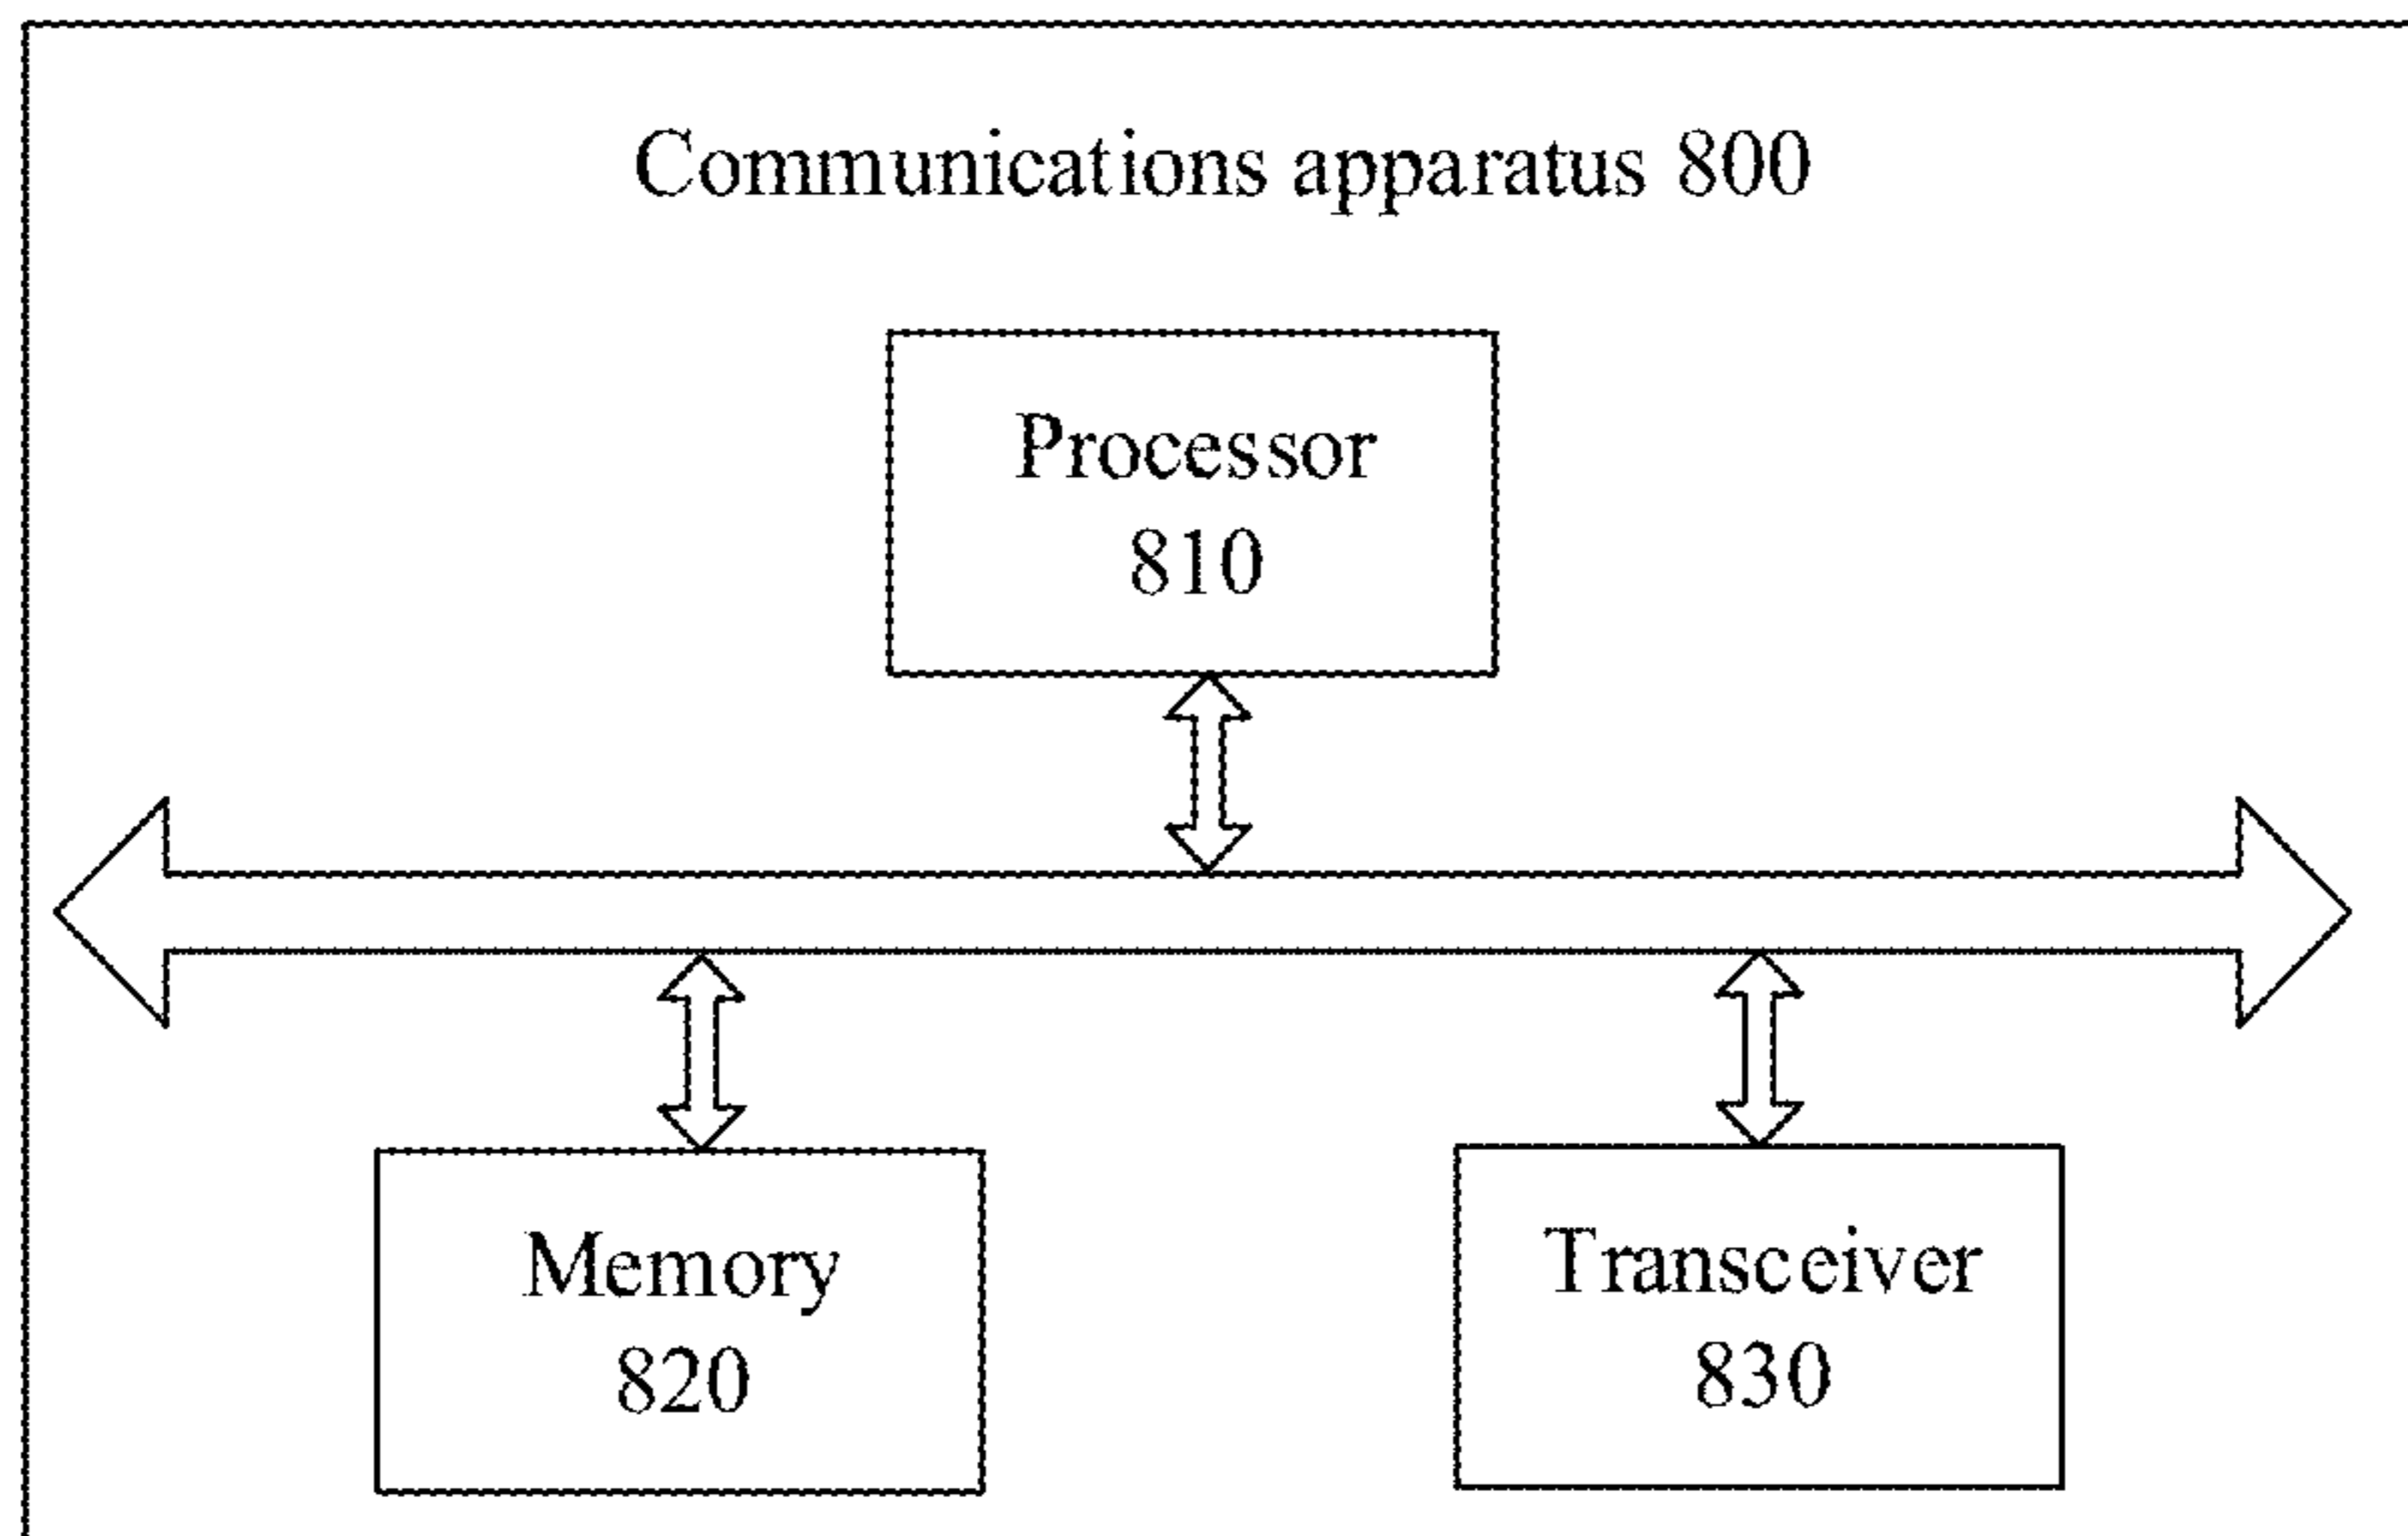 Communications apparatus 800
Processor
810
Memory
820
Transceiver
830